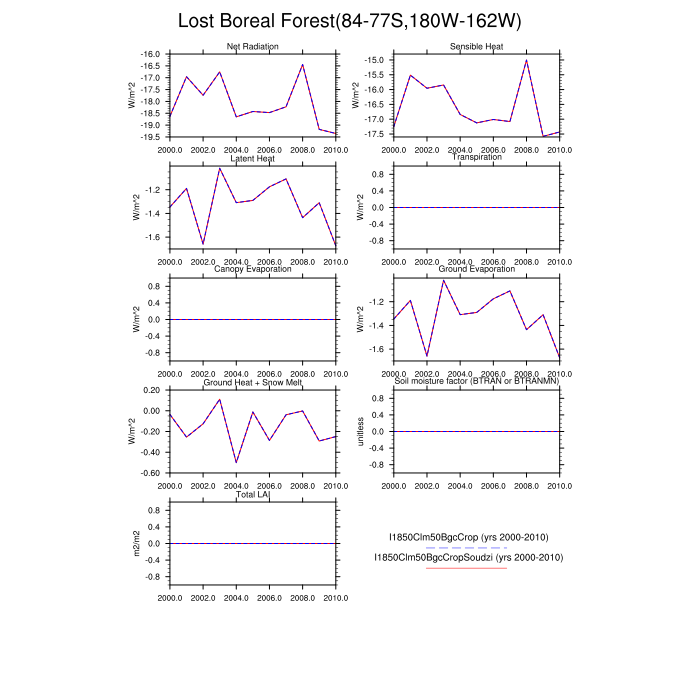 Lost Boreal Forest(84-77S,180W-162W)
Net Radiation
Sensible Heat
W/m^2
-16.0
-16.5
-17.0
-17.5
-18.0
-18.5
-19.0
-19.5
2000.0 2002.0 2004.0 2006.0 2008.0 2010.0
W/m^2
-15.0
-15.5
-16.0
-16.5
-17.0
-17.5
2000.0 2002.0 2004.0 2006.0 2008.0 2010.0
Latent Heat
Transpiration
W/m^2
-1.2
-1.4
-1.6
2000.0 2002.0 2004.0 2006.0 2008.0 2010.0
W/m^2
0.8
0.4
0.0
-0.4
-0.8
2000.0 2002.0 2004.0 2006.0 2008.0 2010.0
Canopy Evaporation
Ground Evaporation
W/m^2
0.8
0.4
0.0
-0.4
-0.8
2000.0 2002.0 2004.0 2006.0 2008.0 2010.0
W/m^2
-1.2
-1.4
-1.6
2000.0 2002.0 2004.0 2006.0 2008.0 2010.0
Ground Heat + Snow Melt
Soil moisture factor (BTRAN or BTRANMN)
W/m^2
0.20
0.00
-0.20
-0.40
-0.60
2000.0 2002.0 2004.0 2006.0 2008.0 2010.0
unitless
0.8
0.4
0.0
-0.4
-0.8
2000.0 2002.0 2004.0 2006.0 2008.0 2010.0
Total LAI
m2/m2
0.8
0.4
0.0
-0.4
-0.8
2000.0 2002.0 2004.0 2006.0 2008.0 2010.0
I1850Clm50BgcCrop (yrs 2000-2010)
I1850Clm50BgcCropSoudzi (yrs 2000-2010)